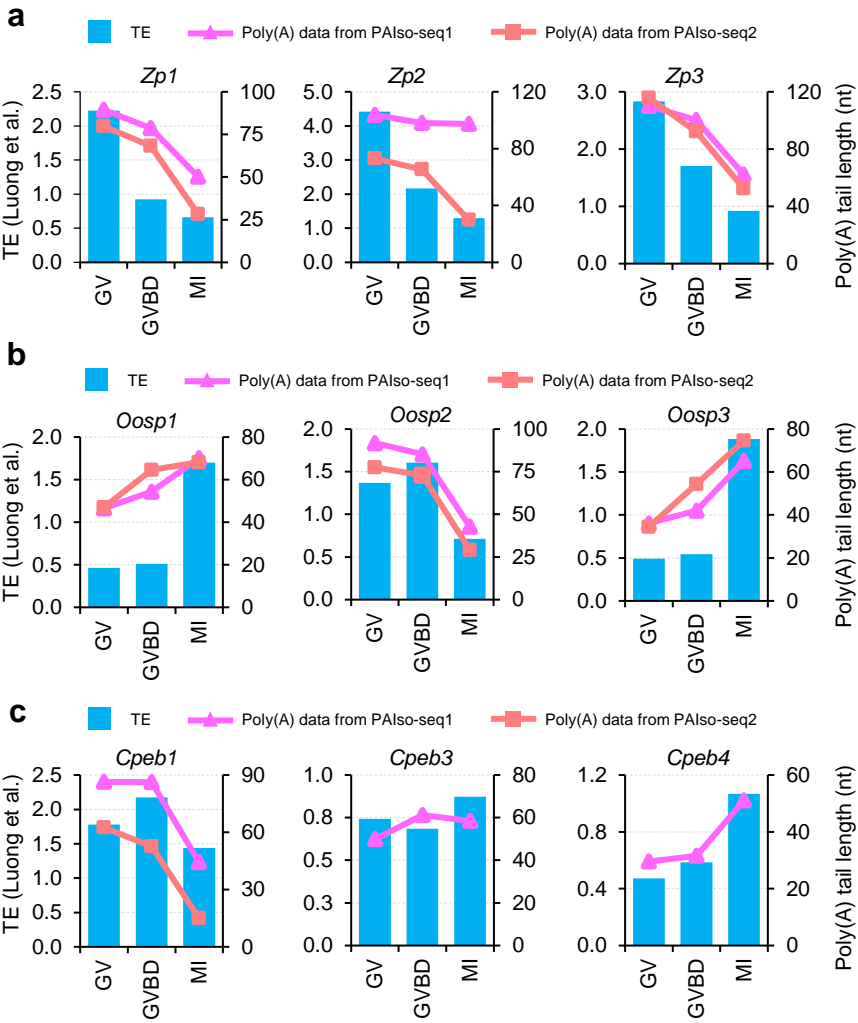 a
TE
Poly(A) data from PAIso-seq1
Poly(A) data from PAIso-seq2
Zp1
Zp2
Zp3
TE (Luong et al.)
2.5
2.0
1.5
1.0
0.5
0.0
100
75
50
25
0
GV
GVBD
MI
5.0
4.0
3.0
2.0
1.0
0.0
120
80
40
0
GV
GVBD
MI
3.0
2.0
1.0
0.0
120
80
40
0
GV
GVBD
MI
Poly(A) tail length (nt)
b
TE
Poly(A) data from PAIso-seq1
Poly(A) data from PAIso-seq2
Oosp1
Oosp2
Oosp3
TE (Luong et al.)
2.0
1.5
1.0
0.5
0.0
80
60
40
20
0
GV
GVBD
MI
2.0
1.5
1.0
0.5
0.0
100
75
50
25
0
GV
GVBD
MI
2.0
1.5
1.0
0.5
0.0
80
60
40
20
0
GV
GVBD
MI
Poly(A) tail length (nt)
c
TE
Poly(A) data from PAIso-seq1
Poly(A) data from PAIso-seq2
Cpeb1
Cpeb3
Cpeb4
TE (Luong et al.)
2.5
2.0
1.5
1.0
0.5
0.0
90
60
30
0
GV
GVBD
MI
1.0
0.8
0.5
0.3
0.0
80
60
40
20
0
GV
GVBD
MI
1.2
0.8
0.4
0.0
60
40
20
0
GV
GVBD
MI
Poly(A) tail length (nt)